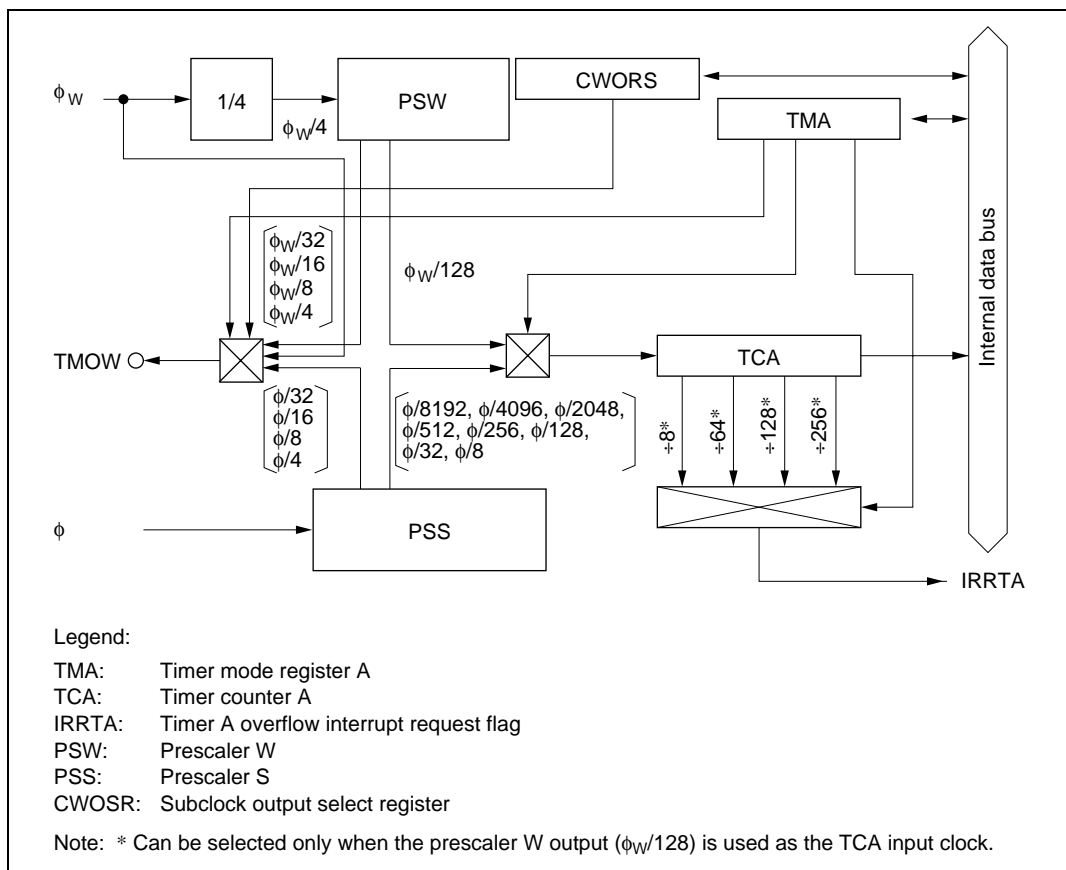 ϕW
1/4
ϕW/4
PSW
CWORS
TMA
Internal data bus
ϕW/32
ϕW/16
ϕW/8
ϕW/4
ϕW/128
TMOW
TCA
ϕ/32
ϕ/16
ϕ/8
ϕ/4
ϕ/8192, ϕ/4096, ϕ/2048,
ϕ/512, ϕ/256, ϕ/128,
ϕ/32, ϕ/8
÷8*
÷64*
÷128*
÷256*
ϕ
PSS
IRRTA
Legend:
TMA: Timer mode register A
TCA: Timer counter A
IRRTA: Timer A overflow interrupt request flag
PSW: Prescaler W
PSS: Prescaler S
CWOSR: Subclock output select register
Note: * Can be selected only when the prescaler W output (ϕW/128) is used as the TCA input clock.